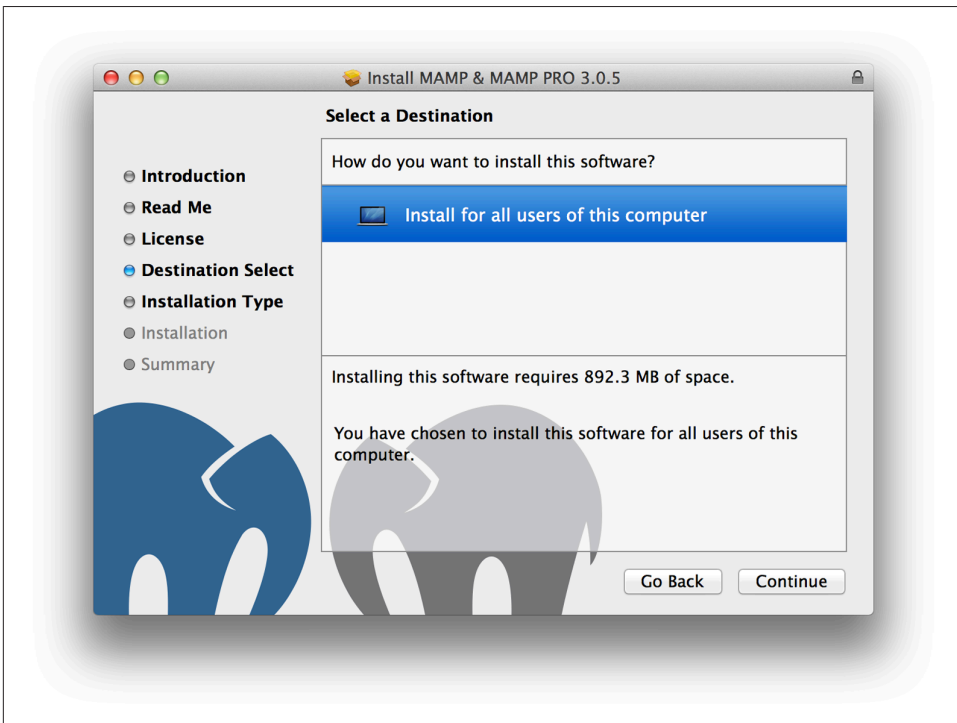 Install MAMP & MAMP PRO 3.0.5
Select a Destination
Introduction
Read Me
License
Destination Select
Installation Type
Installation
Summary
How do you want to install this software?
Install for all users of this computer
Installing this software requires 892.3 MB of space.
You have chosen to install this software for all users of this
computer.
Go Back
Continue